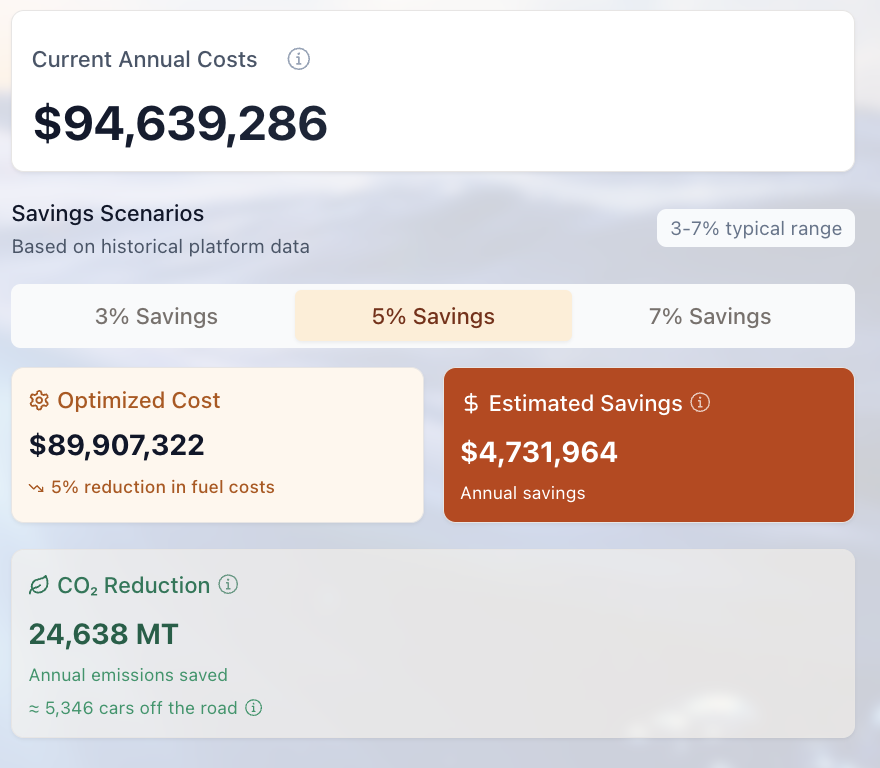 Current Annual Costs
$94,639,286
Savings Scenarios
Based on historical platform data
3-7% typical range
3% Savings
5% Savings
7% Savings
Optimized Cost
$89,907,322
5% reduction in fuel costs
$ Estimated Savings
$4,731,964
Annual savings
CO₂ Reduction
24,638 MT
Annual emissions saved
≈ 5,346 cars off the road